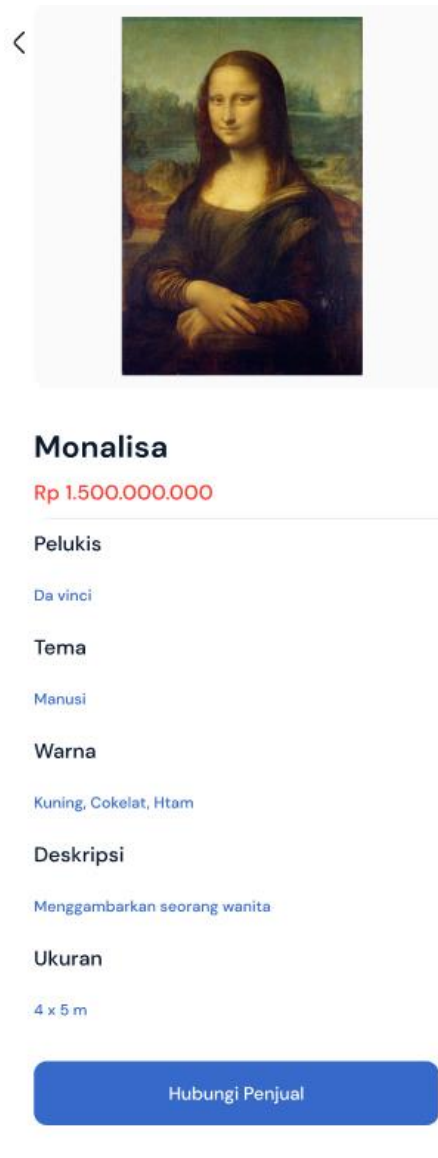 Monalisa
Rp 1.500.000.000
Pelukis
Da vinci
Tema
Manusi
Warna
Kuning, Cokelat, Htam
Deskripsi
Menggambarkan seorang wanita
Ukuran
4 x 5 m
Hubungi Penjual